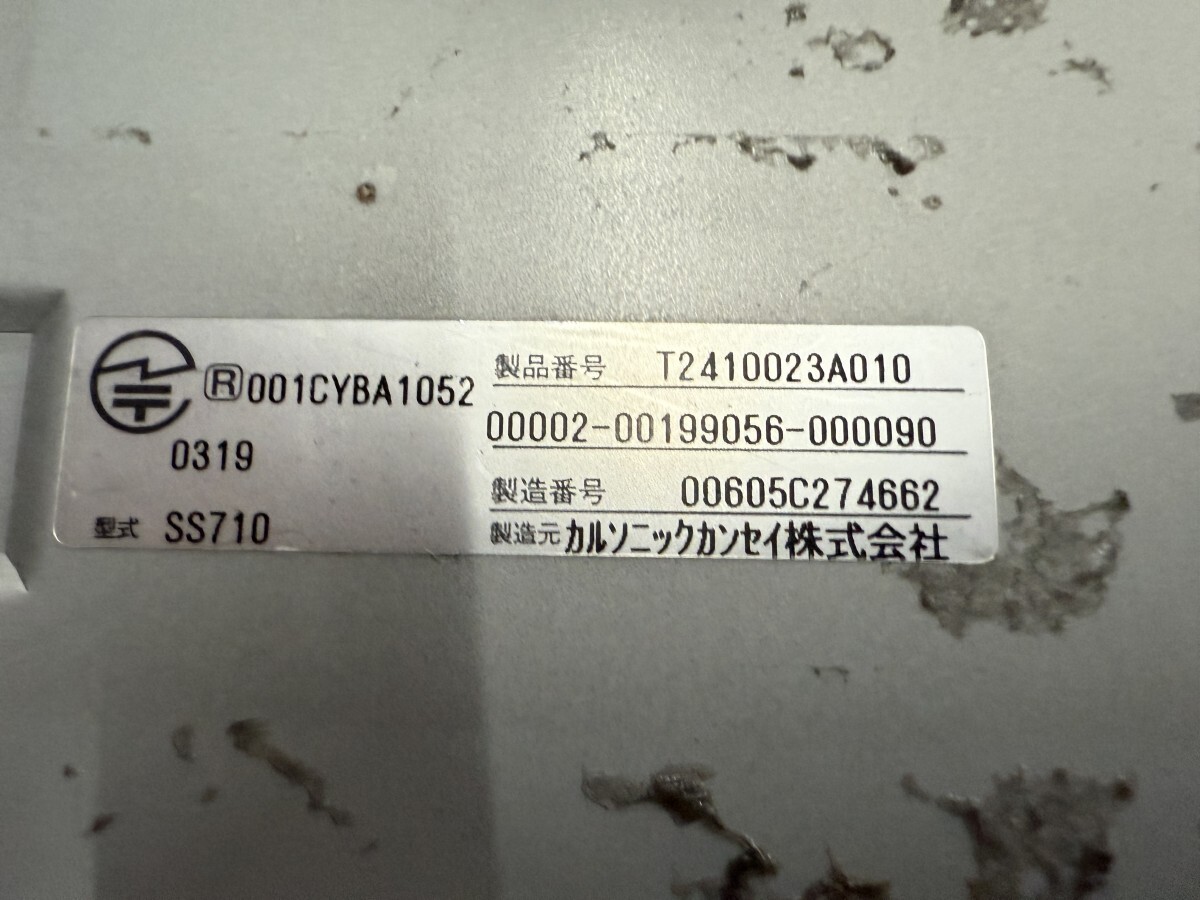 R 001CYBA1052
0319
型式 SS710
製品番号 T2410023A010
00002-00199056-000090
製造番号 00605C274662
製造元 カルソニックカンセイ株式会社